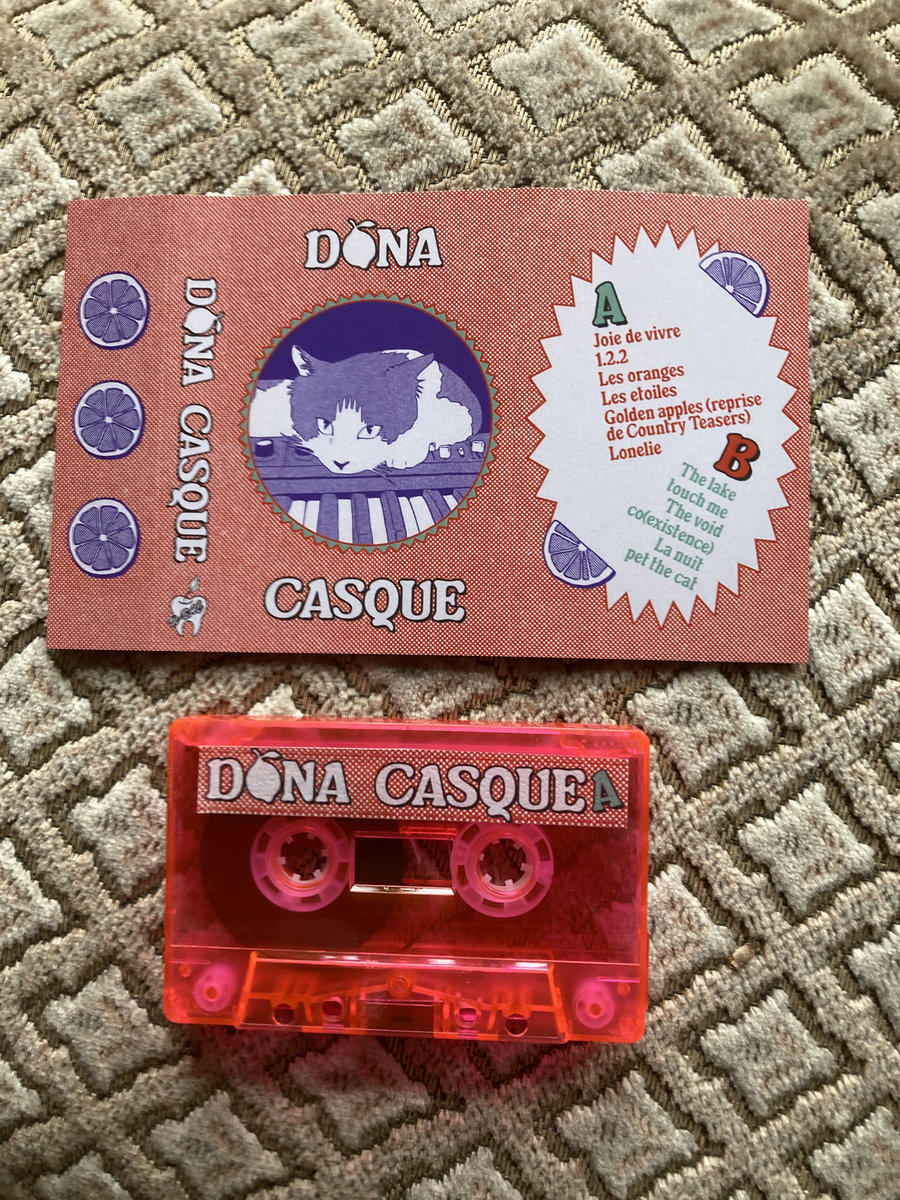 DONA CASQUE
DONA
CASQUE
A
Joie de vivre
1.2.2
Les oranges
Les etoiles
Golden apples (reprise
de Country Teasers)
Lonelie
B
The lake
touch me
The void
co(existence)
La nuit
pet the cat
DONA CASQUE A